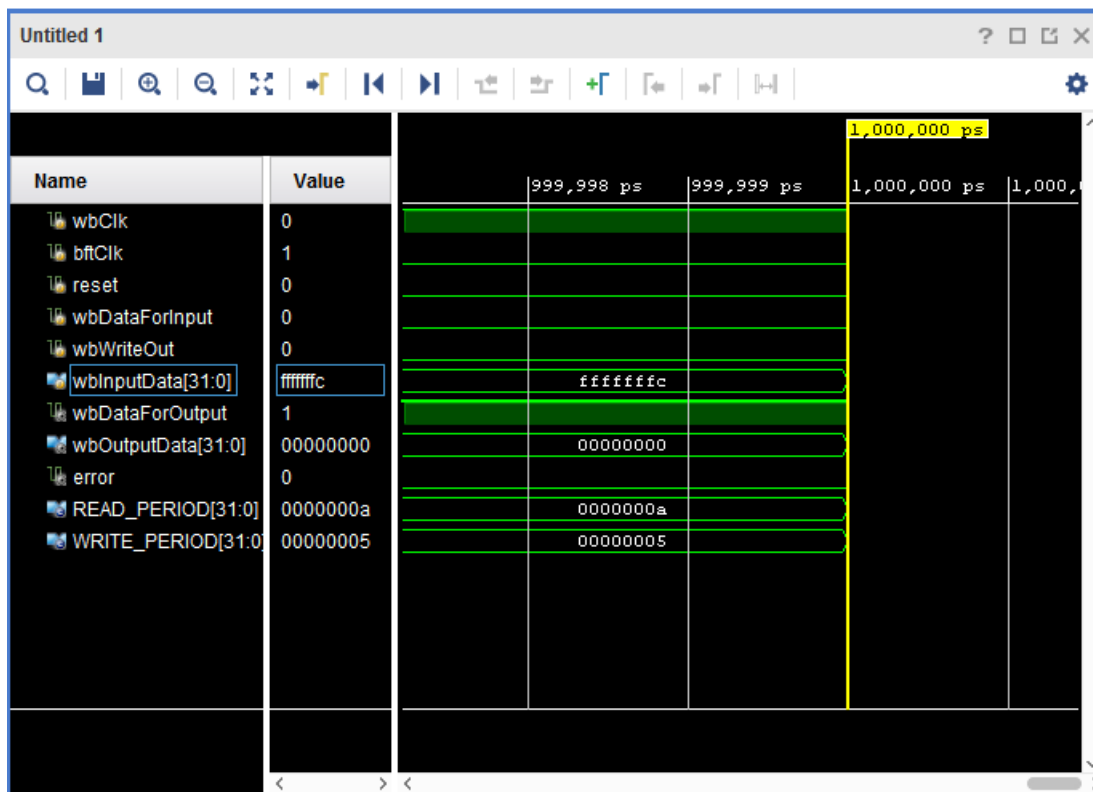 Untitled 1
1,000,000 ps
Name Value 999,998 ps 999,999 ps 1,000,000 ps 1,000,
wbClk 0
bftClk 1
reset 0
wbDataForInput 0
wbWriteOut 0
wbInputData[31:0] fffffffc fffffffc
wbDataForOutput 1
wbOutputData[31:0] 00000000 00000000
error 0
READ_PERIOD[31:0] 0000000a 0000000a
WRITE_PERIOD[31:0] 00000005 00000005